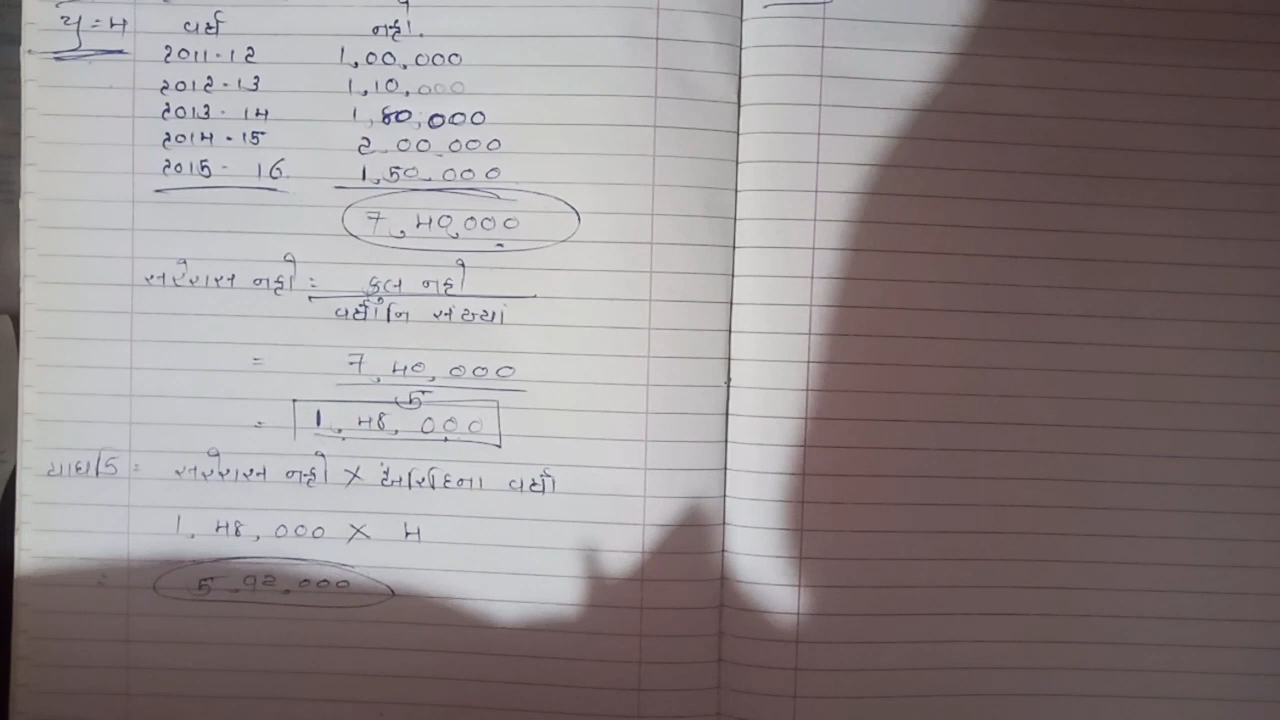 યુ = 4 વર્ષ નફો.
2011-12 1,00,000
2012-13 1,10,000
2013-14 1,80,000
2014-15 2,00,000
2015-16 1,50,000
7,40,000
સરેરાશ નફો = કુલ નફો
વર્ષોનિ સંખ્યા
= 7,40,000
5
= 1,48,000
પાઘડિ = સરેરાશ નફો × ખરિદિના વર્ષો
1,48,000 × 4
= 5,92,000